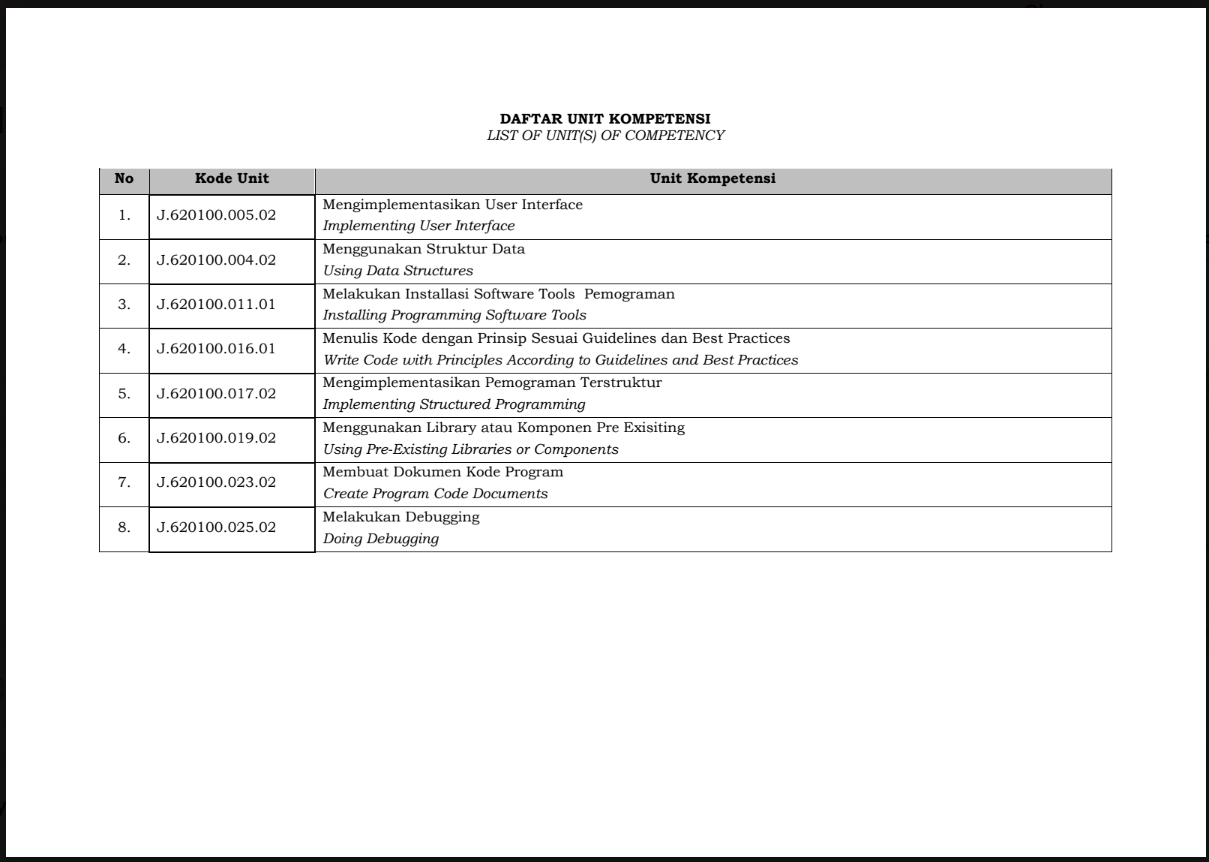 DAFTAR UNIT KOMPETENSI
LIST OF UNIT(S) OF COMPETENCY
No Kode Unit Unit Kompetensi
1. J.620100.005.02 Mengimplementasikan User Interface
Implementing User Interface
2. J.620100.004.02 Menggunakan Struktur Data
Using Data Structures
3. J.620100.011.01 Melakukan Installasi Software Tools  Pemograman
Installing Programming Software Tools
4. J.620100.016.01 Menulis Kode dengan Prinsip Sesuai Guidelines dan Best Practices
Write Code with Principles According to Guidelines and Best Practices
5. J.620100.017.02 Mengimplementasikan Pemograman Terstruktur
Implementing Structured Programming
6. J.620100.019.02 Menggunakan Library atau Komponen Pre Exisiting
Using Pre-Existing Libraries or Components
7. J.620100.023.02 Membuat Dokumen Kode Program
Create Program Code Documents
8. J.620100.025.02 Melakukan Debugging
Doing Debugging